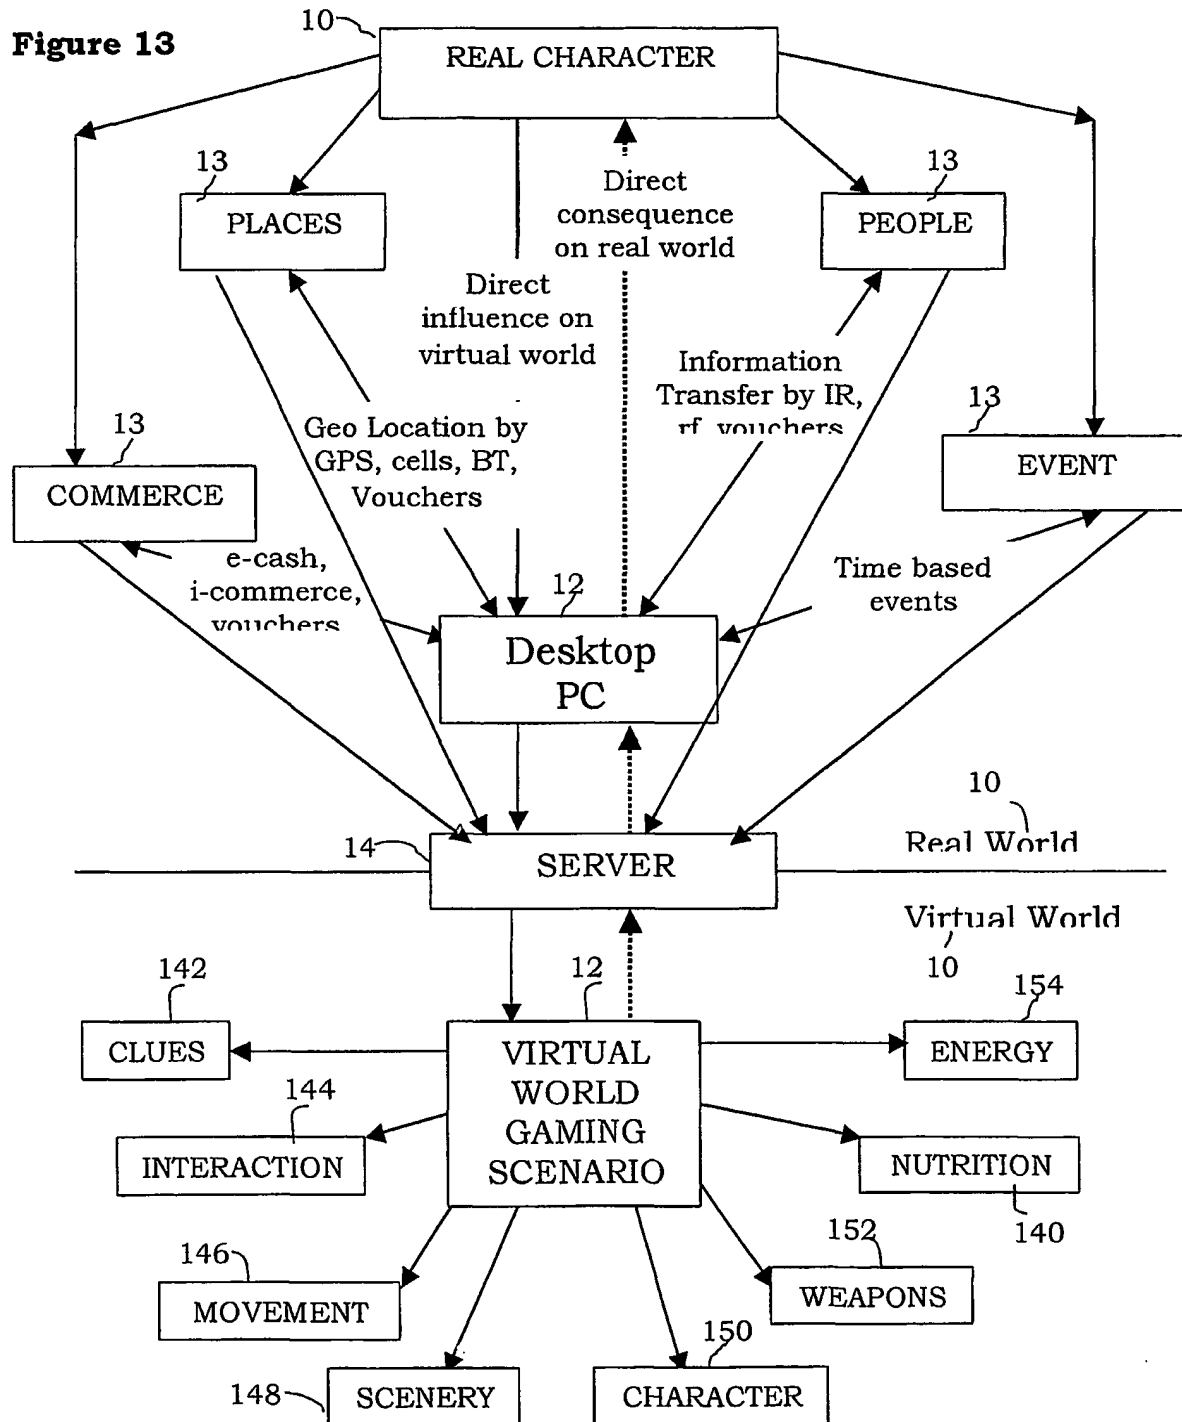 Figure 13
10
REAL CHARACTER
13
PLACES
Direct
consequence
on real world
13
PEOPLE
Direct
influence on
virtual world
Information
Transfer by IR,
rf, vouchers
Geo Location by
GPS, cells, BT,
Vouchers
13
COMMERCE
13
EVENT
e-cash,
i-commerce,
vouchers
Time based
events
12
Desktop
PC
10
Real World
14
SERVER
Virtual World
10
142
CLUES
12
VIRTUAL
WORLD
GAMING
SCENARIO
154
ENERGY
144
INTERACTION
NUTRITION
140
146
MOVEMENT
152
WEAPONS
148
SCENERY
150
CHARACTER